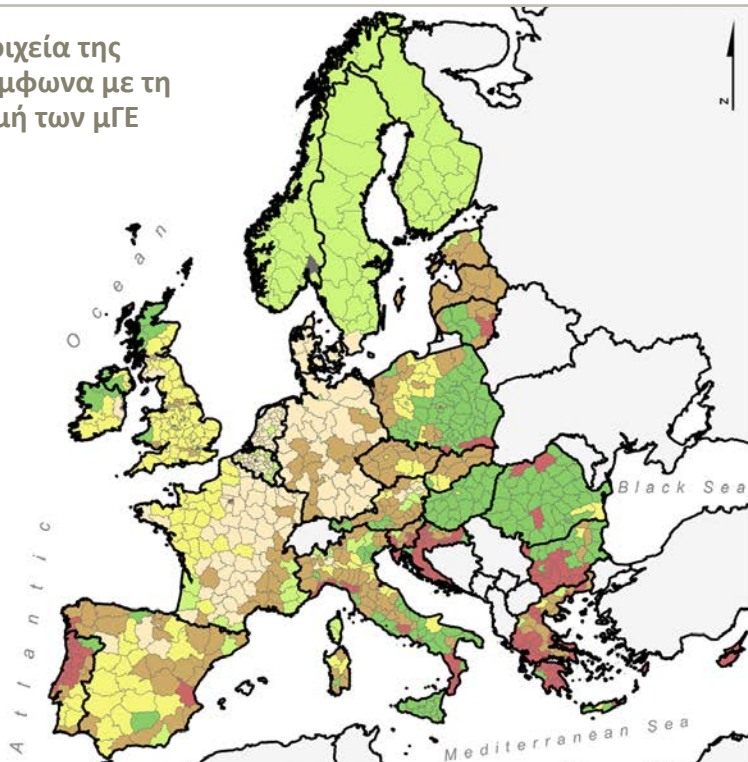 οιχεία της
μφωνα με τη
μή των μΓΕ
N
Ocean
Atlantic
Black Sea
Mediterranean Sea